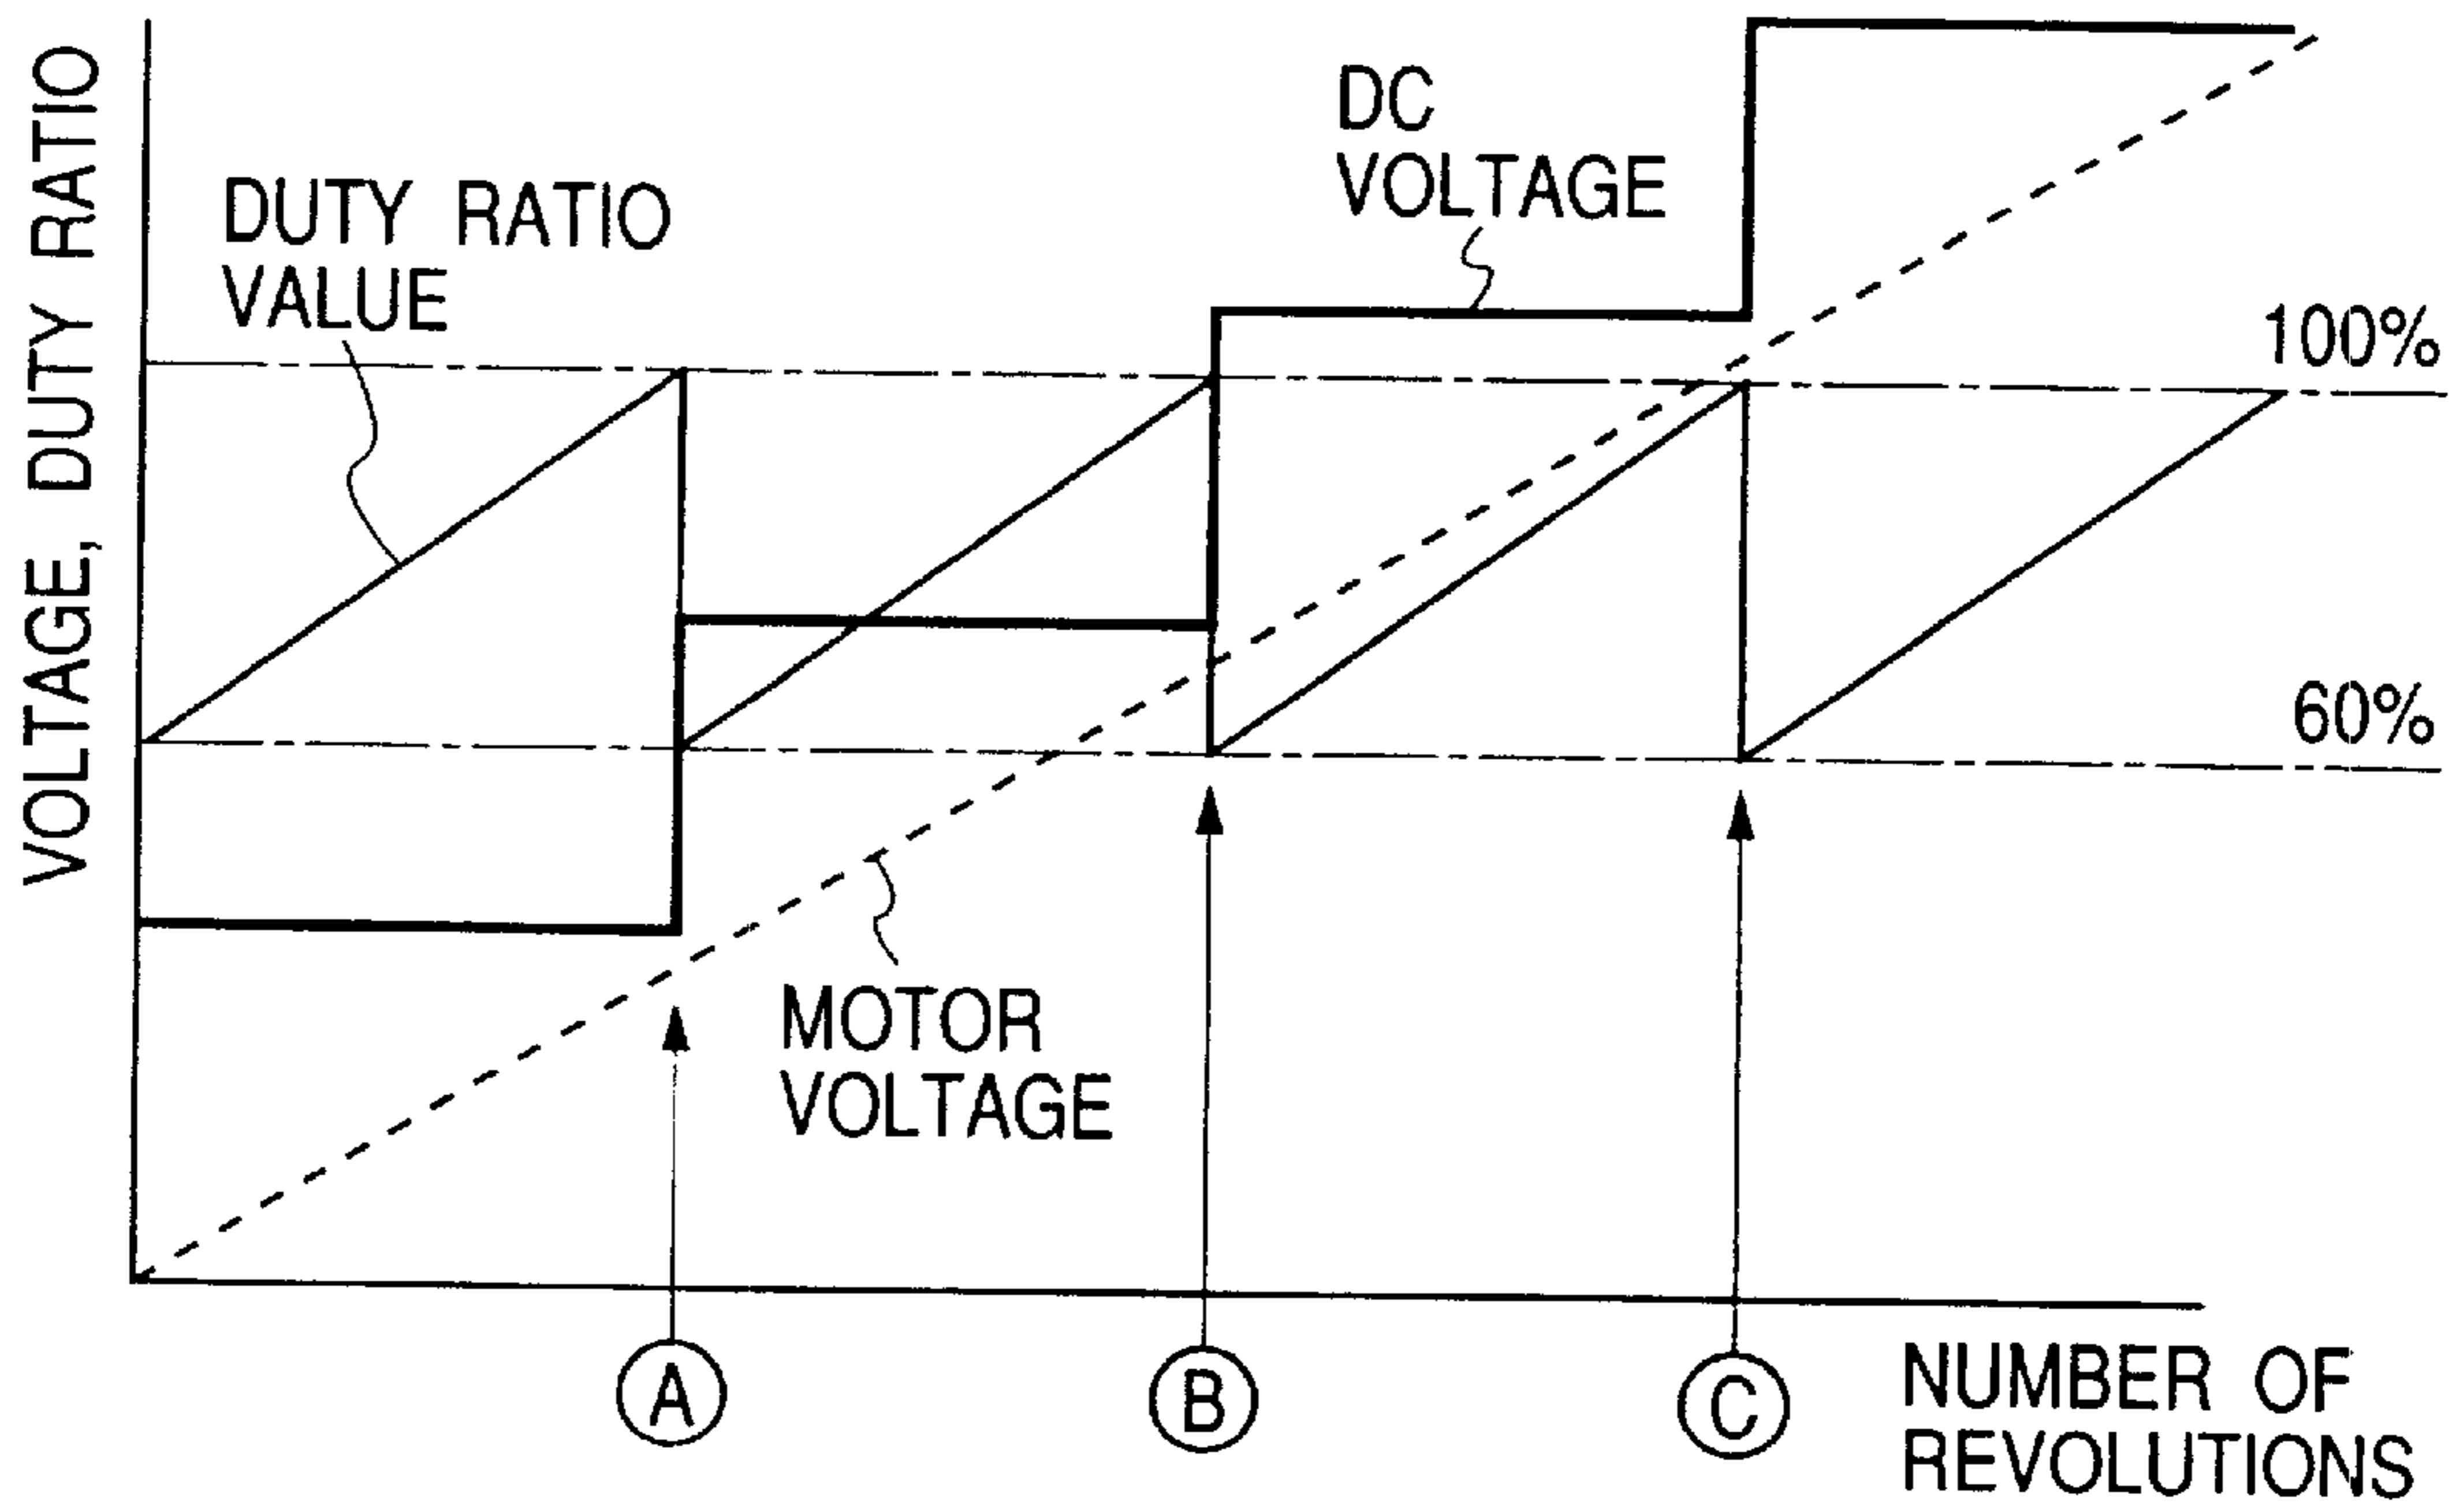 VOLTAGE, DUTY RATIO
DC
VOLTAGE
DUTY RATIO
VALUE
100%
60%
MOTOR
VOLTAGE
A
B
C
NUMBER OF
REVOLUTIONS